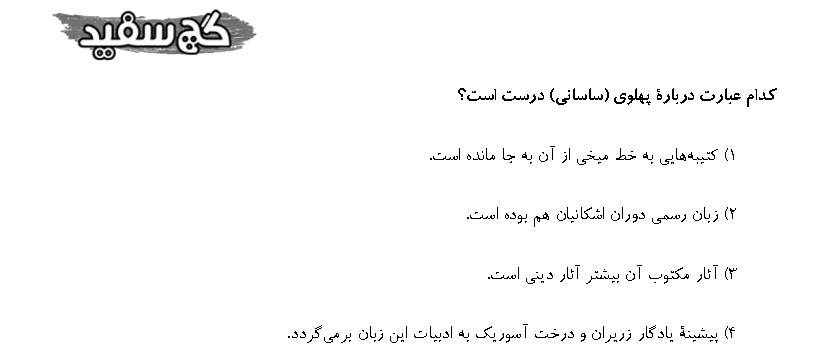 گچ سفید
کدام عبارت دربارهٔ پهلوی (ساسانی) درست است؟
۱) کتیبه‌هایی به خط میخی از آن به جا مانده است.
۲) زبان رسمی دوران اشکانیان هم بوده است.
۳) آثار مکتوب آن بیشتر آثار دینی است.
۴) پیشینهٔ یادگار زریران و درخت آسوریک به ادبیات این زبان برمی‌گردد.